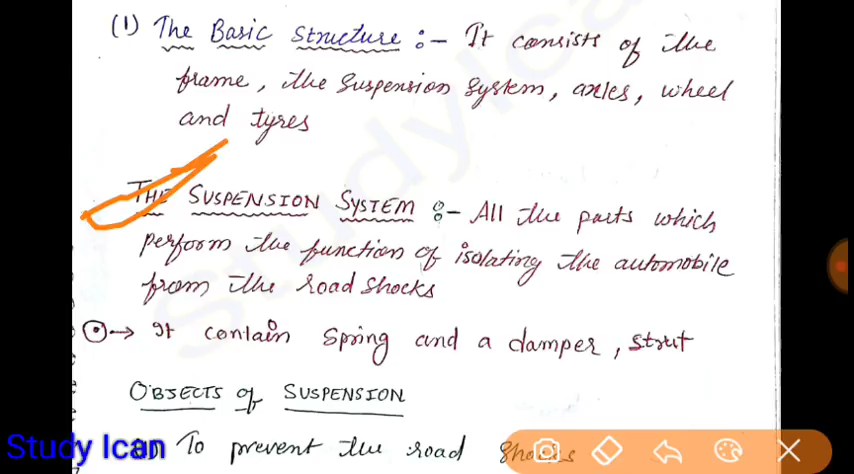 (1) The Basic Structure :- It consists of the
frame, the suspension system, axles, wheel
and tyres
THE SUSPENSION SYSTEM :- All the parts which
perform the function of isolating the automobile
from the road shocks
⊙→ It contain spring and a damper, strut
OBJECTS of SUSPENSION
To prevent the road shocks
Study Ican